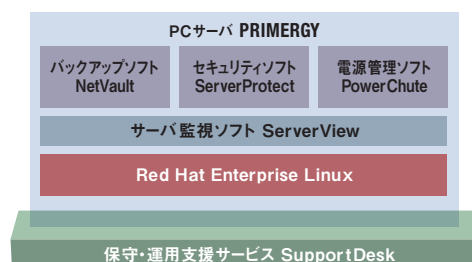 PCサーバ PRIMERGY
バックアップソフト
NetVault
セキュリティソフト
ServerProtect
電源管理ソフト
PowerChute
サーバ監視ソフト ServerView
Red Hat Enterprise Linux
保守・運用支援サービス SupportDesk